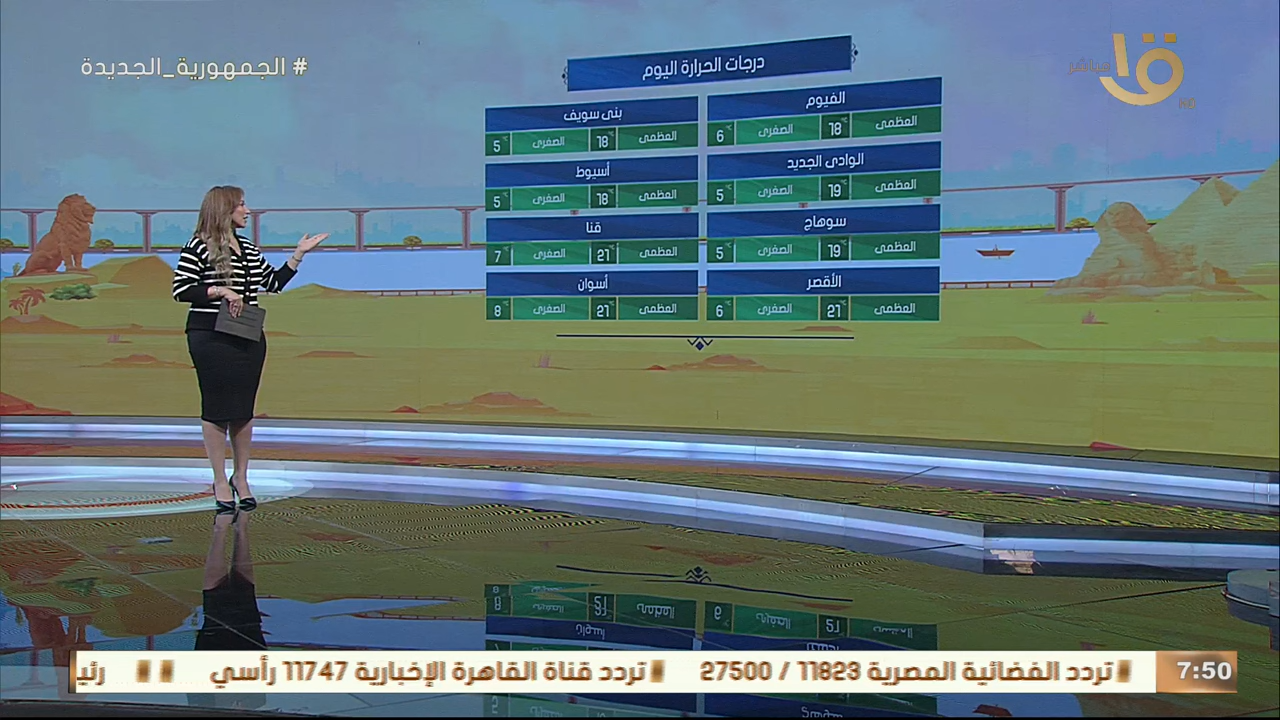 # الجمهورية_الجديدة
مباشر
HD
درجات الحرارة اليوم
الفيوم
العظمى 18°C الصغرى 6°C
بنى سويف
العظمى 18°C الصغرى 5°C
الوادى الجديد
العظمى 19°C الصغرى 5°C
أسيوط
العظمى 18°C الصغرى 5°C
سوهاج
العظمى 19°C الصغرى 5°C
قنا
العظمى 21°C الصغرى 7°C
الأقصر
العظمى 21°C الصغرى 6°C
أسوان
العظمى 21°C الصغرى 8°C
7:50
تردد الفضائية المصرية 11823 / 27500 تردد قناة القاهرة الإخبارية 11747 رأسي